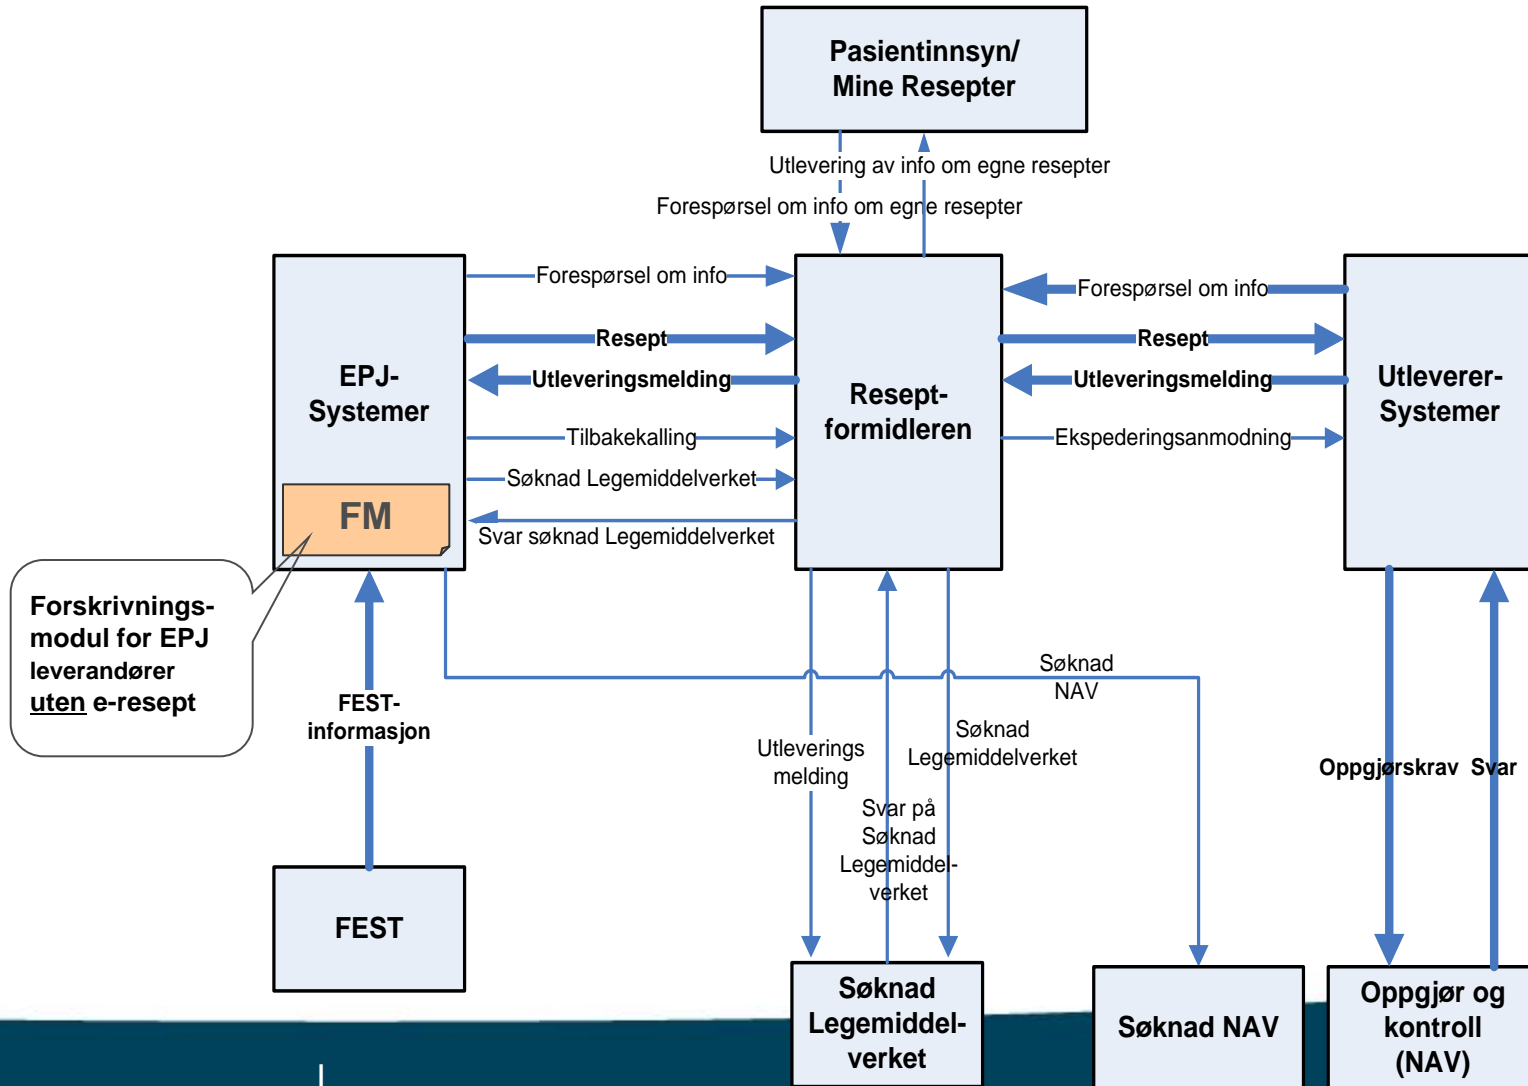 Pasientinnsyn/
Mine Resepter
Utlevering av info om egne resepter
Forespørsel om info om egne resepter
EPJ-
Systemer
FM
Forespørsel om info
Resept
Utleveringsmelding
Tilbakekalling
Søknad Legemiddelverket
Svar søknad Legemiddelverket
Resept-
formidleren
Forespørsel om info
Resept
Utleveringsmelding
Ekspederingsanmodning
Utleverer-
Systemer
Forskrivnings-
modul for EPJ
leverandører
uten e-resept
FEST-
informasjon
Utleverings
melding
Svar på
Søknad
Legemiddel-
verket
Søknad
Legemiddelverket
Søknad
NAV
Oppgjørskrav
Svar
FEST
Søknad
Legemiddel-
verket
Søknad NAV
Oppgjør og
kontroll
(NAV)